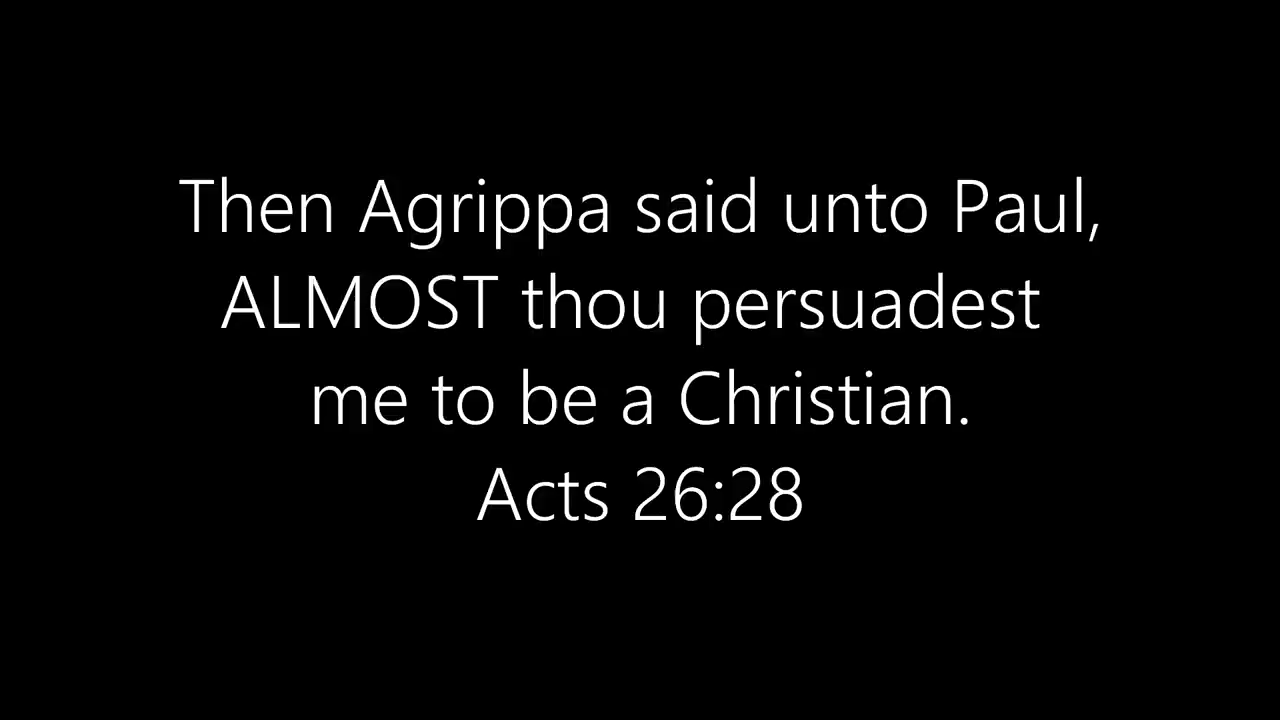 Then Agrippa said unto Paul,
ALMOST thou persuadest
me to be a Christian.
Acts 26:28